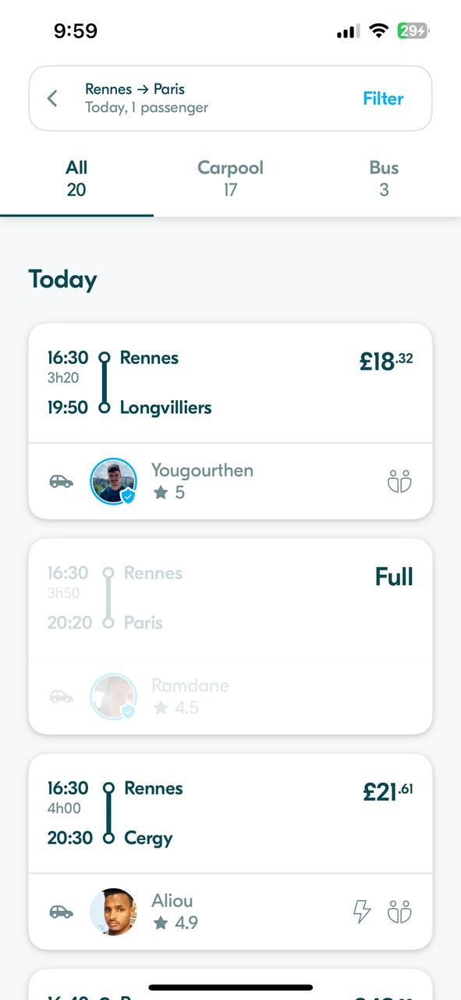 9:59
29
Rennes → Paris
Today, 1 passenger
Filter
All
20
Carpool
17
Bus
3
Today
16:30 Rennes £18.32
3h20
19:50 Longvilliers
Yougourthen
★ 5
16:30 Rennes Full
3h50
20:20 Paris
Ramdane
★ 4.5
16:30 Rennes £21.61
4h00
20:30 Cergy
Aliou
★ 4.9